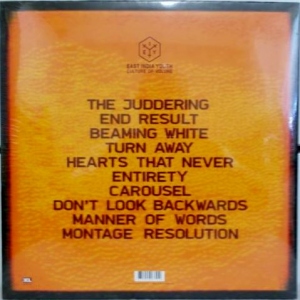 EAST INDIA YOUTH
CULTURE OF VOLUME
THE JUDDERING
END RESULT
BEAMING WHITE
TURN AWAY
HEARTS THAT NEVER
ENTIRETY
CAROUSEL
DON'T LOOK BACKWARDS
MANNER OF WORDS
MONTAGE RESOLUTION
XL